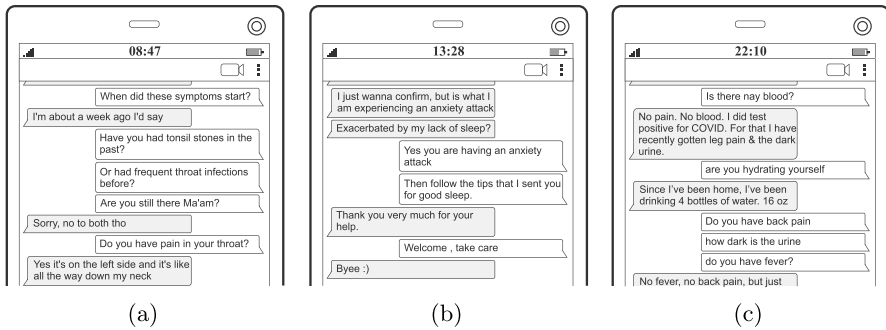 08:47
When did these symptoms start?
I'm about a week ago I'd say
Have you had tonsil stones in the
past?
Or had frequent throat infections
before?
Are you still there Ma'am?
Sorry, no to both tho
Do you have pain in your throat?
Yes it's on the left side and it's like
all the way down my neck
(a)
13:28
I just wanna confirm, but is what I
am experiencing an anxiety attack
Exacerbated by my lack of sleep?
Yes you are having an anxiety
attack
Then follow the tips that I sent you
for good sleep.
Thank you very much for your
help.
Welcome , take care
Byee :)
(b)
22:10
Is there nay blood?
No pain. No blood. I did test
positive for COVID. For that I have
recently gotten leg pain & the dark
urine.
are you hydrating yourself
Since I've been home, I've been
drinking 4 bottles of water. 16 oz
Do you have back pain
how dark is the urine
do you have fever?
No fever, no back pain, but just
(c)